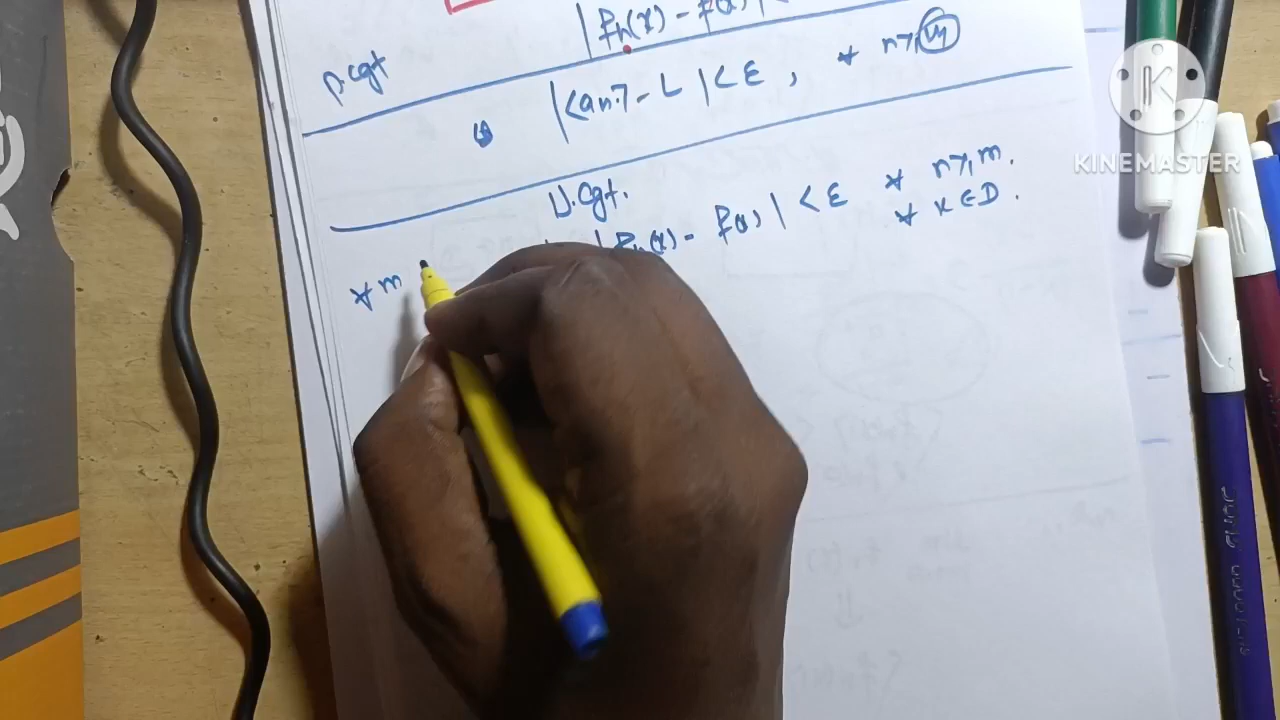 |fn(x) - f(x)| <
p.cgt
|<an> - L| < ε, ∀ n ≥ m
U.Cgt.
|fn(x) - f(x)| < ε ∀ n ≥ m.
∀ x ∈ D.
∀ m
K
KINEMASTER